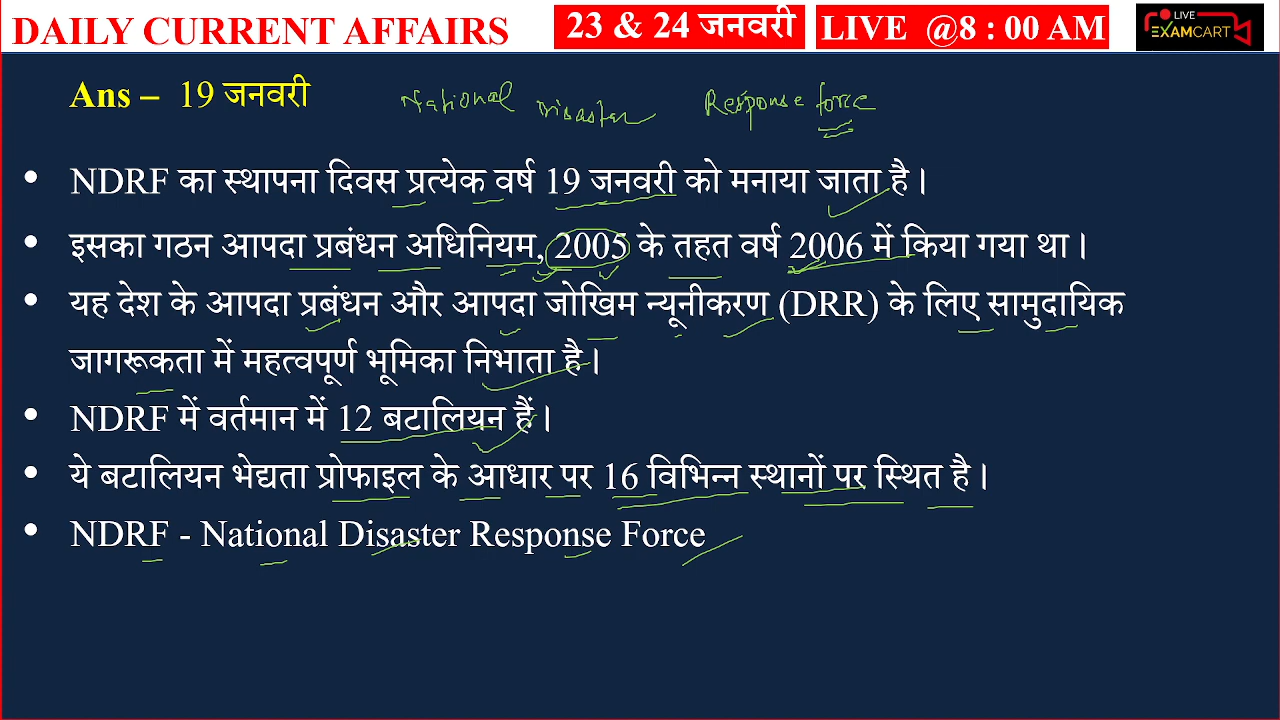 DAILY CURRENT AFFAIRS
23 & 24 जनवरी
LIVE @8 : 00 AM
LIVE
EXAMCART
Ans – 19 जनवरी
National Disaster Response force
• NDRF का स्थापना दिवस प्रत्येक वर्ष 19 जनवरी को मनाया जाता है।
• इसका गठन आपदा प्रबंधन अधिनियम, 2005 के तहत वर्ष 2006 में किया गया था।
• यह देश के आपदा प्रबंधन और आपदा जोखिम न्यूनीकरण (DRR) के लिए सामुदायिक
जागरूकता में महत्वपूर्ण भूमिका निभाता है।
• NDRF में वर्तमान में 12 बटालियन हैं।
• ये बटालियन भेद्यता प्रोफाइल के आधार पर 16 विभिन्न स्थानों पर स्थित है।
• NDRF - National Disaster Response Force